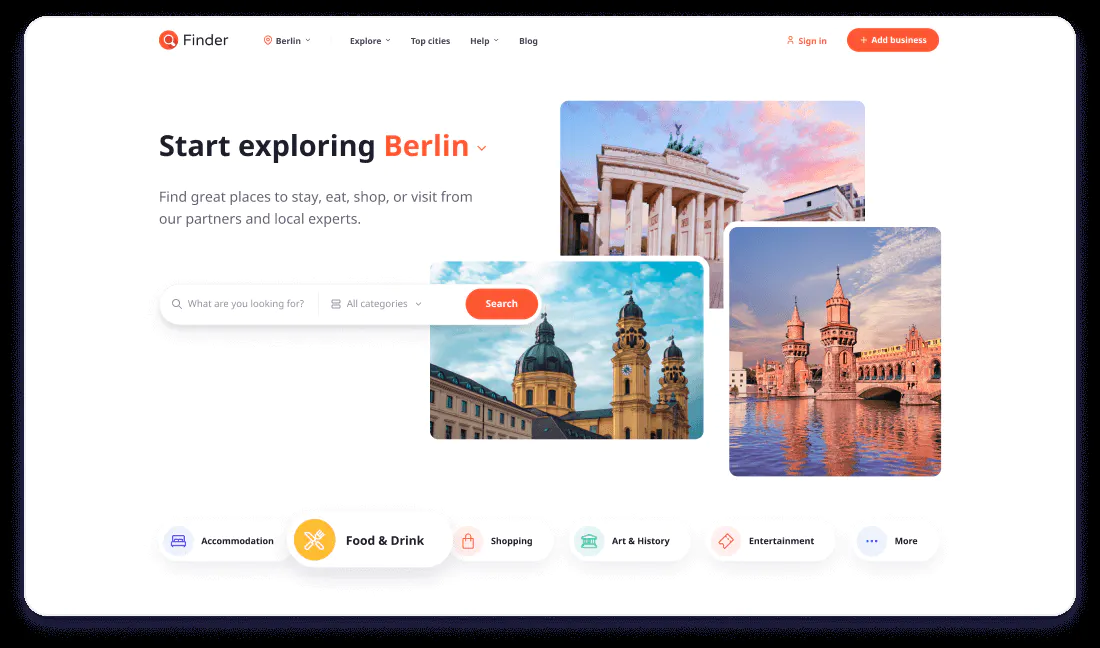 Finder
Berlin
Explore
Top cities
Help
Blog
Sign in
+ Add business
Start exploring Berlin
Find great places to stay, eat, shop, or visit from
our partners and local experts.
What are you looking for?
All categories
Search
Accommodation
Food & Drink
Shopping
Art & History
Entertainment
More